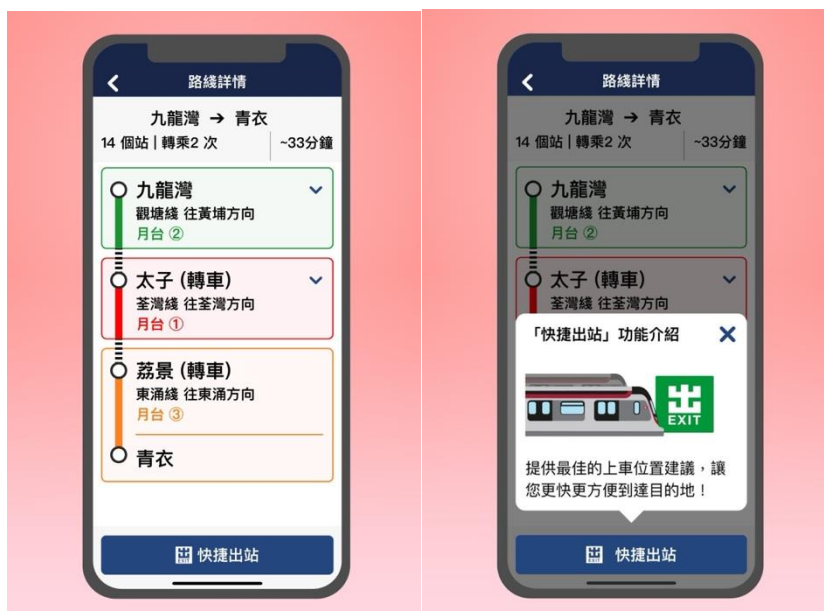 路綫詳情
九龍灣 → 青衣
14 個站 | 轉乘2 次
~33分鐘
九龍灣
觀塘綫 往黃埔方向
月台 ②
太子 (轉車)
荃灣綫 往荃灣方向
月台 ①
荔景 (轉車)
東涌綫 往東涌方向
月台 ③
青衣
出 EXIT 快捷出站
路綫詳情
九龍灣 → 青衣
14 個站 | 轉乘2 次
~33分鐘
九龍灣
觀塘綫 往黃埔方向
月台 ②
太子 (轉車)
荃灣綫 往荃灣方向
「快捷出站」功能介紹
出
EXIT
提供最佳的上車位置建議，讓
您更快更方便到達目的地！
出 EXIT 快捷出站